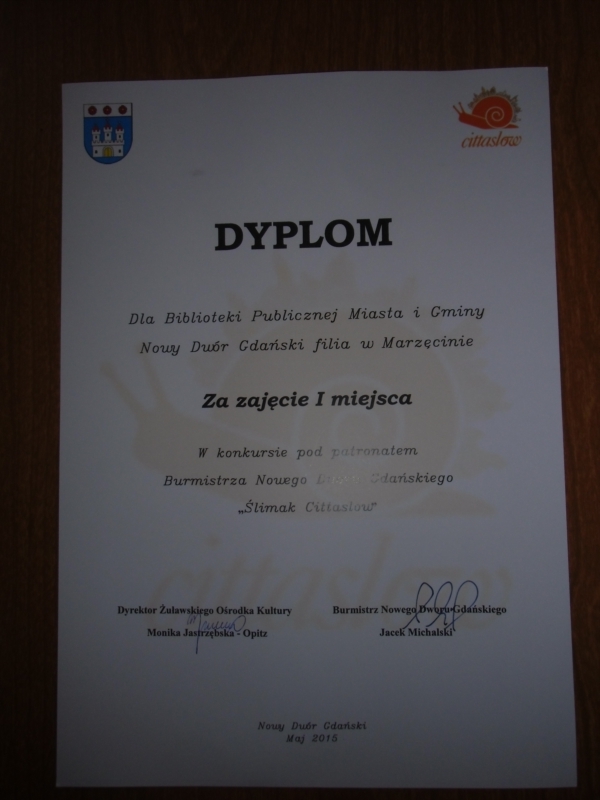 cittaslow
DYPLOM
Dla Biblioteki Publicznej Miasta i Gminy
Nowy Dwór Gdański filia w Marzęcinie
Za zajęcie I miejsca
W konkursie pod patronatem
Burmistrza Nowego Dworu Gdańskiego
„Ślimak Cittaslow"
cittaslow
Dyrektor Żuławskiego Ośrodka Kultury
Monika Jastrzębska - Opitz
Burmistrz Nowego Dworu Gdańskiego
Jacek Michalski
Nowy Dwór Gdański
Maj 2015